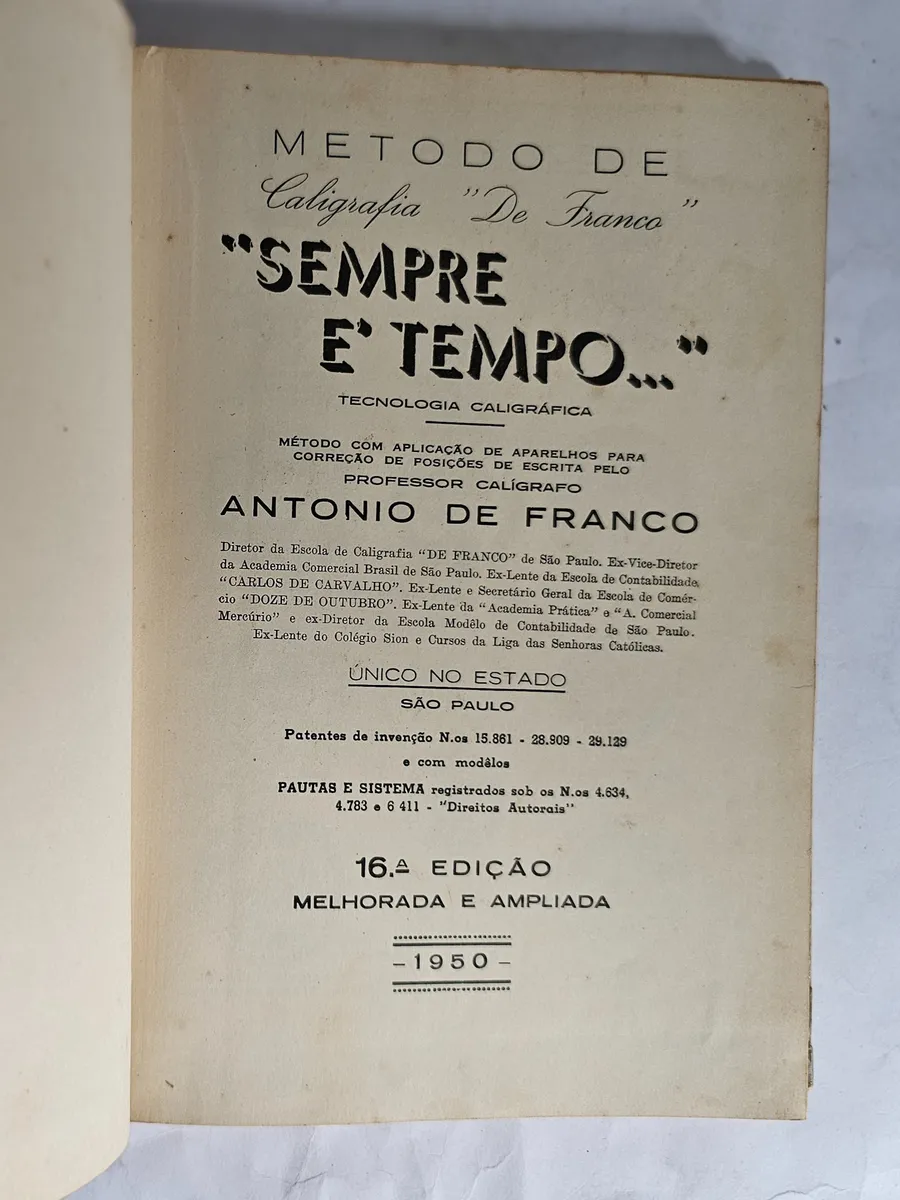 METODO DE
Caligrafia "De Franco"
"SEMPRE
E' TEMPO..."
TECNOLOGIA CALIGRÁFICA
MÉTODO COM APLICAÇÃO DE APARELHOS PARA
CORREÇÃO DE POSIÇÕES DE ESCRITA PELO
PROFESSOR CALÍGRAFO
ANTONIO DE FRANCO
Diretor da Escola de Caligrafia "DE FRANCO" de São Paulo. Ex-Vice-Diretor
da Academia Comercial Brasil de São Paulo. Ex-Lente da Escola de Contabilidade
"CARLOS DE CARVALHO". Ex-Lente e Secretário Geral da Escola de Comér-
cio "DOZE DE OUTUBRO". Ex-Lente da "Academia Prática" e "A. Comercial
Mercúrio" e ex-Diretor da Escola Modêlo de Contabilidade de São Paulo.
Ex-Lente do Colégio Sion e Cursos da Liga das Senhoras Católicas.
ÚNICO NO ESTADO
SÃO PAULO
Patentes de invenção N.os 15.861 - 28.909 - 29.129
e com modêlos
PAUTAS E SISTEMA registrados sob os N.os 4.634,
4.783 e 6 411 - "Direitos Autorais"
16.ª EDIÇÃO
MELHORADA E AMPLIADA
- 1950 -